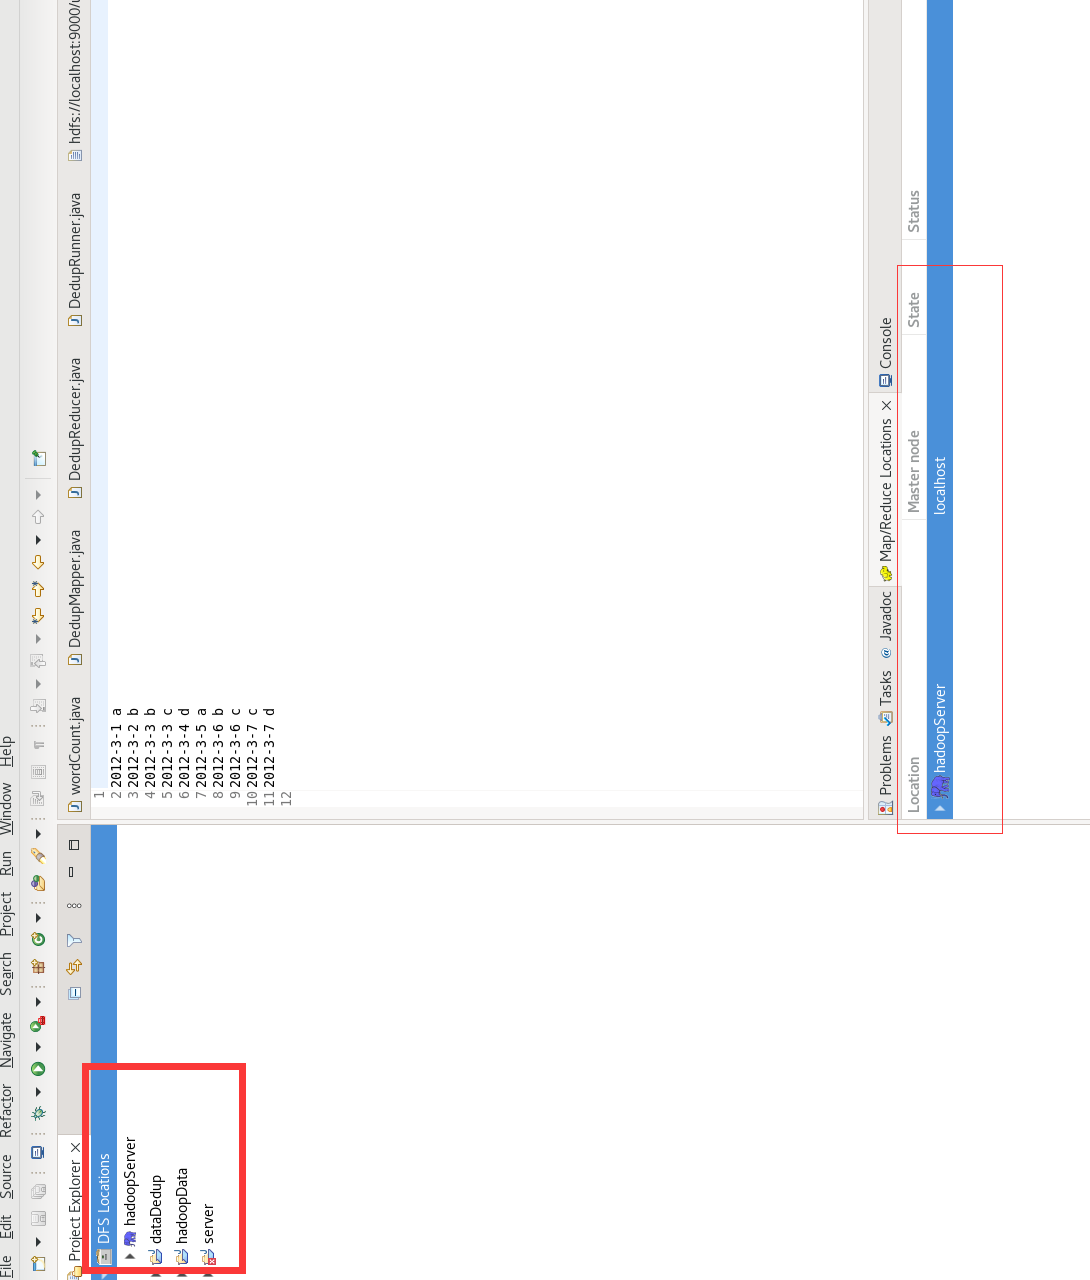 File Edit Source Refactor Navigate Search Project Run Window Help
Project Explorer
DFS Locations
hadoopServer
dataDedup
hadoopData
server
wordCount.java DedupMapper.java DedupReducer.java DedupRunner.java hdfs://localhost:9000/
1
2 2012-3-1 a
3 2012-3-2 b
4 2012-3-3 b
5 2012-3-3 c
6 2012-3-4 d
7 2012-3-5 a
8 2012-3-6 b
9 2012-3-6 c
10 2012-3-7 c
11 2012-3-7 d
12
Problems Tasks @ Javadoc Map/Reduce Locations Console
Location Master node State Status
hadoopServer localhost